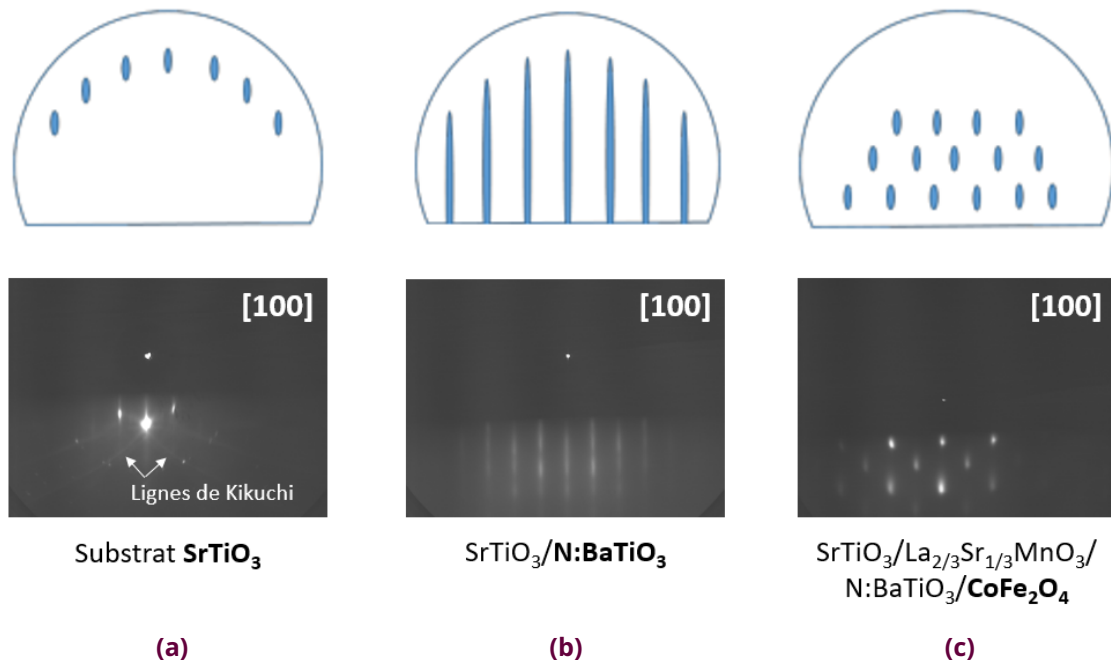 [100]
[100]
[100]
Lignes de Kikuchi
Substrat SrTiO₃
SrTiO₃/N:BaTiO₃
SrTiO₃/La₂/₃Sr₁/₃MnO₃/
N:BaTiO₃/CoFe₂O₄
(a)
(b)
(c)